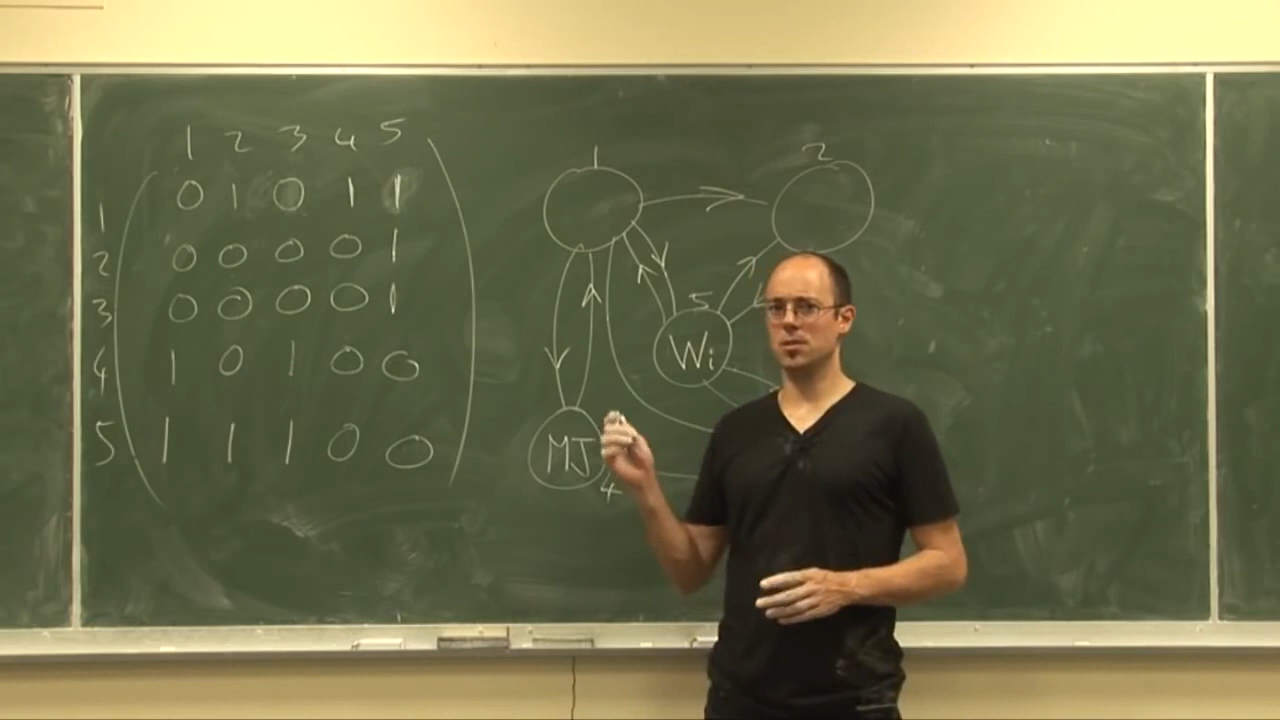 1 2 3 4 5
1 0 1 0 1 1
2 0 0 0 0 1
3 0 0 0 0 1
4 1 0 1 0 0
5 1 1 1 0 0
1
2
5
Wi
MJ
4